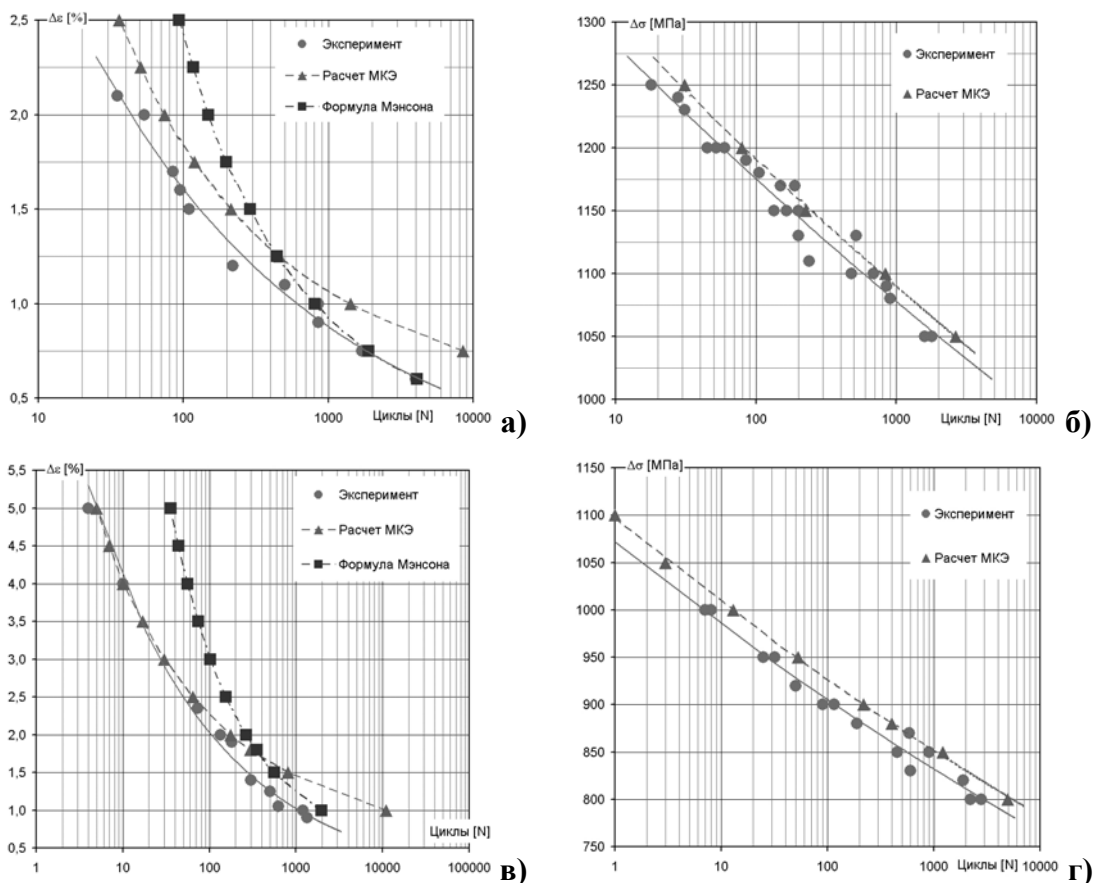 Δε [%]
2,5
2,0
1,5
1,0
0,5
10
100
1000
10000
Циклы [N]
Эксперимент
Расчет МКЭ
Формула Мэнсона
а)
Δσ [МПа]
1300
1250
1200
1150
1100
1050
1000
10
100
1000
10000
Циклы [N]
Эксперимент
Расчет МКЭ
б)
Δε [%]
5,5
5,0
4,5
4,0
3,5
3,0
2,5
2,0
1,5
1,0
0,5
1
10
100
1000
10000
100000
Циклы [N]
Эксперимент
Расчет МКЭ
Формула Мэнсона
в)
Δσ [МПа]
1150
1100
1050
1000
950
900
850
800
750
1
10
100
1000
10000
Циклы [N]
Эксперимент
Расчет МКЭ
г)